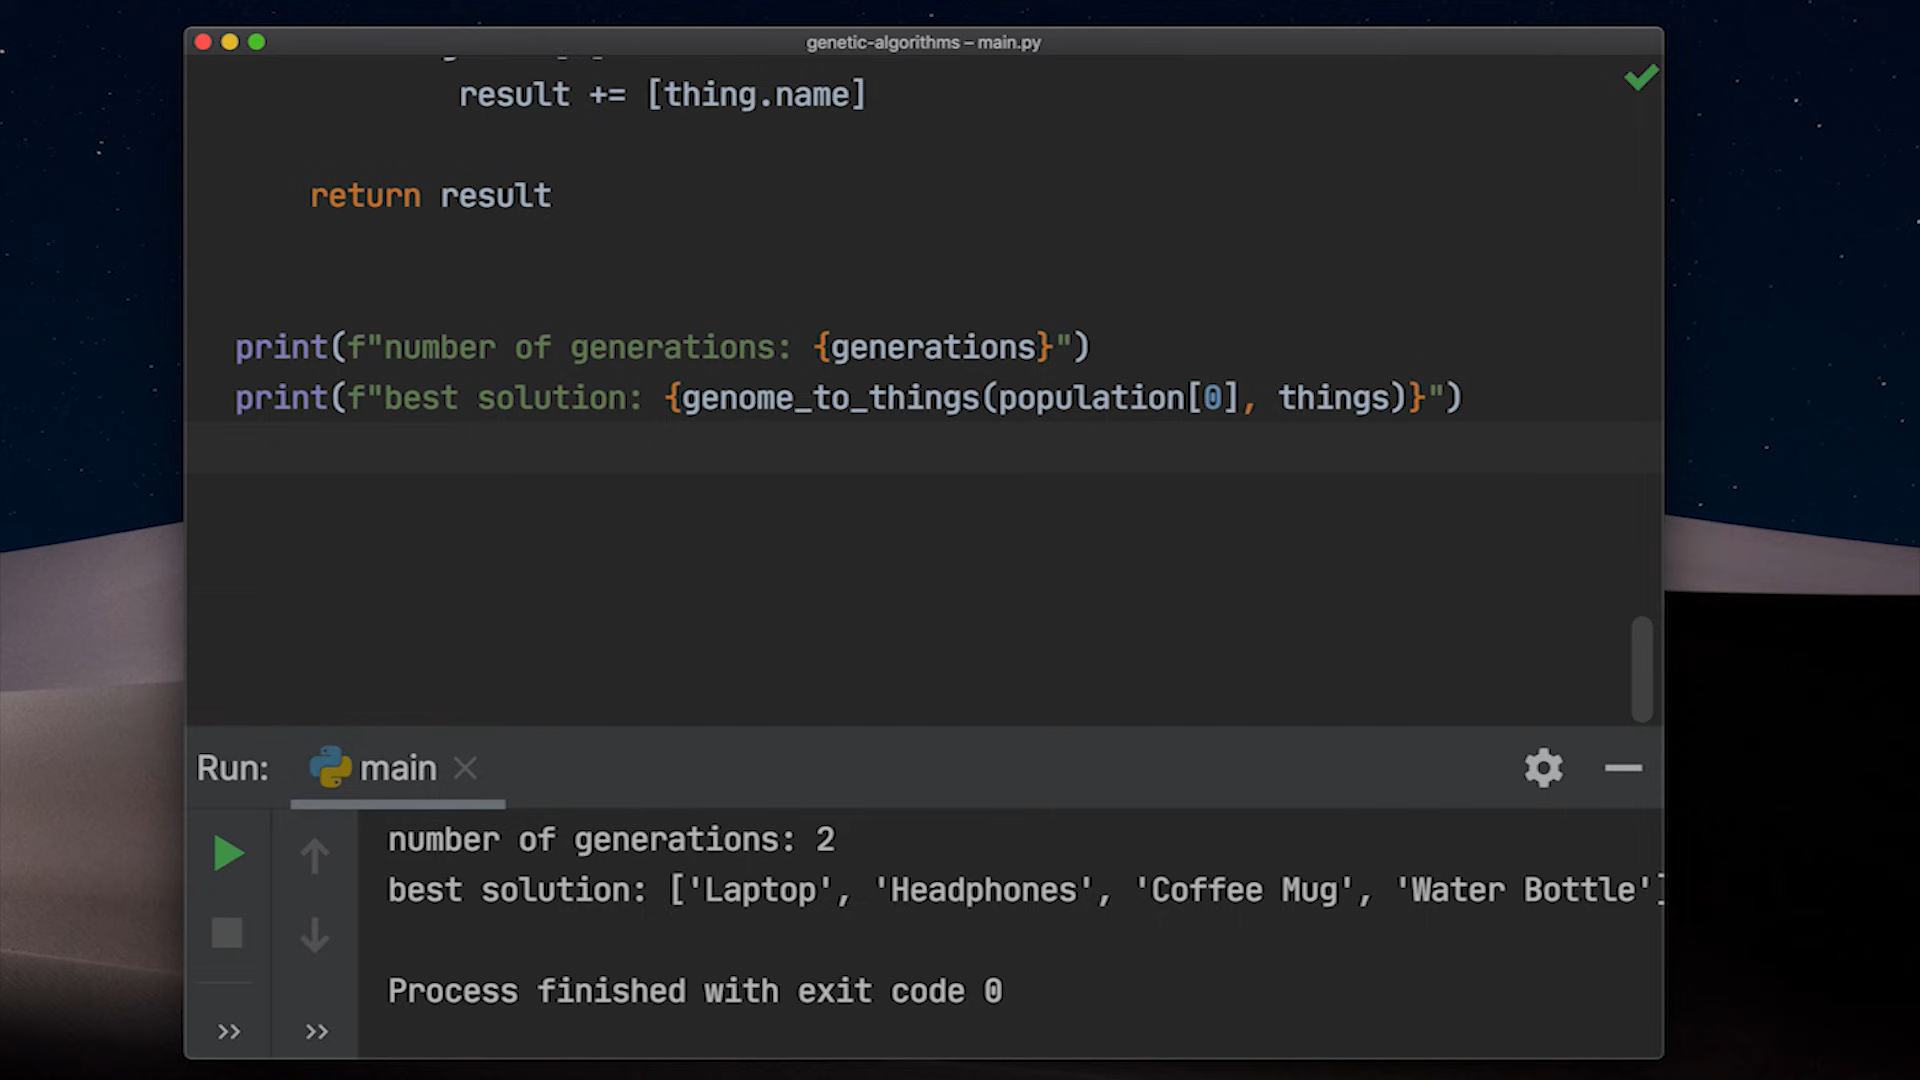 genetic-algorithms – main.py
result += [thing.name]
return result
print(f"number of generations: {generations}")
print(f"best solution: {genome_to_things(population[0], things)}")
Run: main
number of generations: 2
best solution: ['Laptop', 'Headphones', 'Coffee Mug', 'Water Bottle']
Process finished with exit code 0